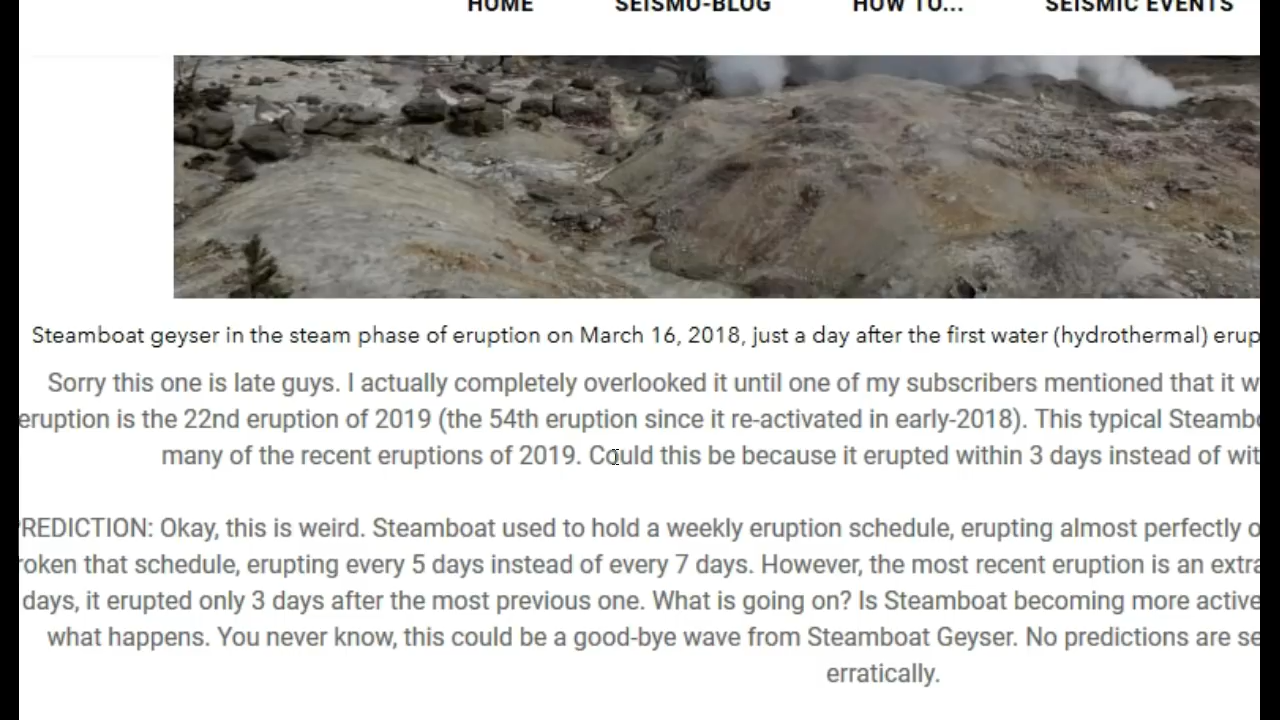 HOME SEISMO-BLOG HOW TO... SEISMIC EVENTS
Steamboat geyser in the steam phase of eruption on March 16, 2018, just a day after the first water (hydrothermal) erup
Sorry this one is late guys. I actually completely overlooked it until one of my subscribers mentioned that it w
eruption is the 22nd eruption of 2019 (the 54th eruption since it re-activated in early-2018). This typical Steambo
many of the recent eruptions of 2019. Could this be because it erupted within 3 days instead of wit
PREDICTION: Okay, this is weird. Steamboat used to hold a weekly eruption schedule, erupting almost perfectly o
roken that schedule, erupting every 5 days instead of every 7 days. However, the most recent eruption is an extra
days, it erupted only 3 days after the most previous one. What is going on? Is Steamboat becoming more active
what happens. You never know, this could be a good-bye wave from Steamboat Geyser. No predictions are se
erratically.